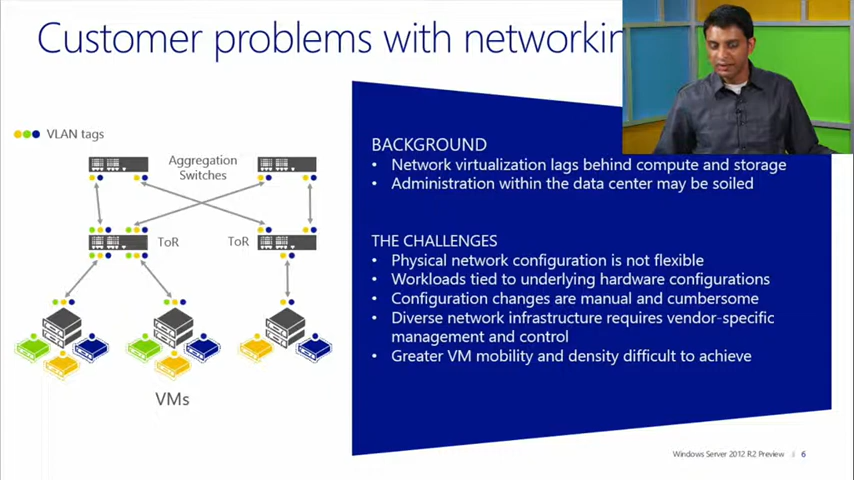 Customer problems with networkin
VLAN tags
Aggregation
Switches
ToR
ToR
VMs
BACKGROUND
• Network virtualization lags behind compute and storage
• Administration within the data center may be soiled
THE CHALLENGES
• Physical network configuration is not flexible
• Workloads tied to underlying hardware configurations
• Configuration changes are manual and cumbersome
• Diverse network infrastructure requires vendor-specific
management and control
• Greater VM mobility and density difficult to achieve
Windows Server 2012 R2 Preview | 6